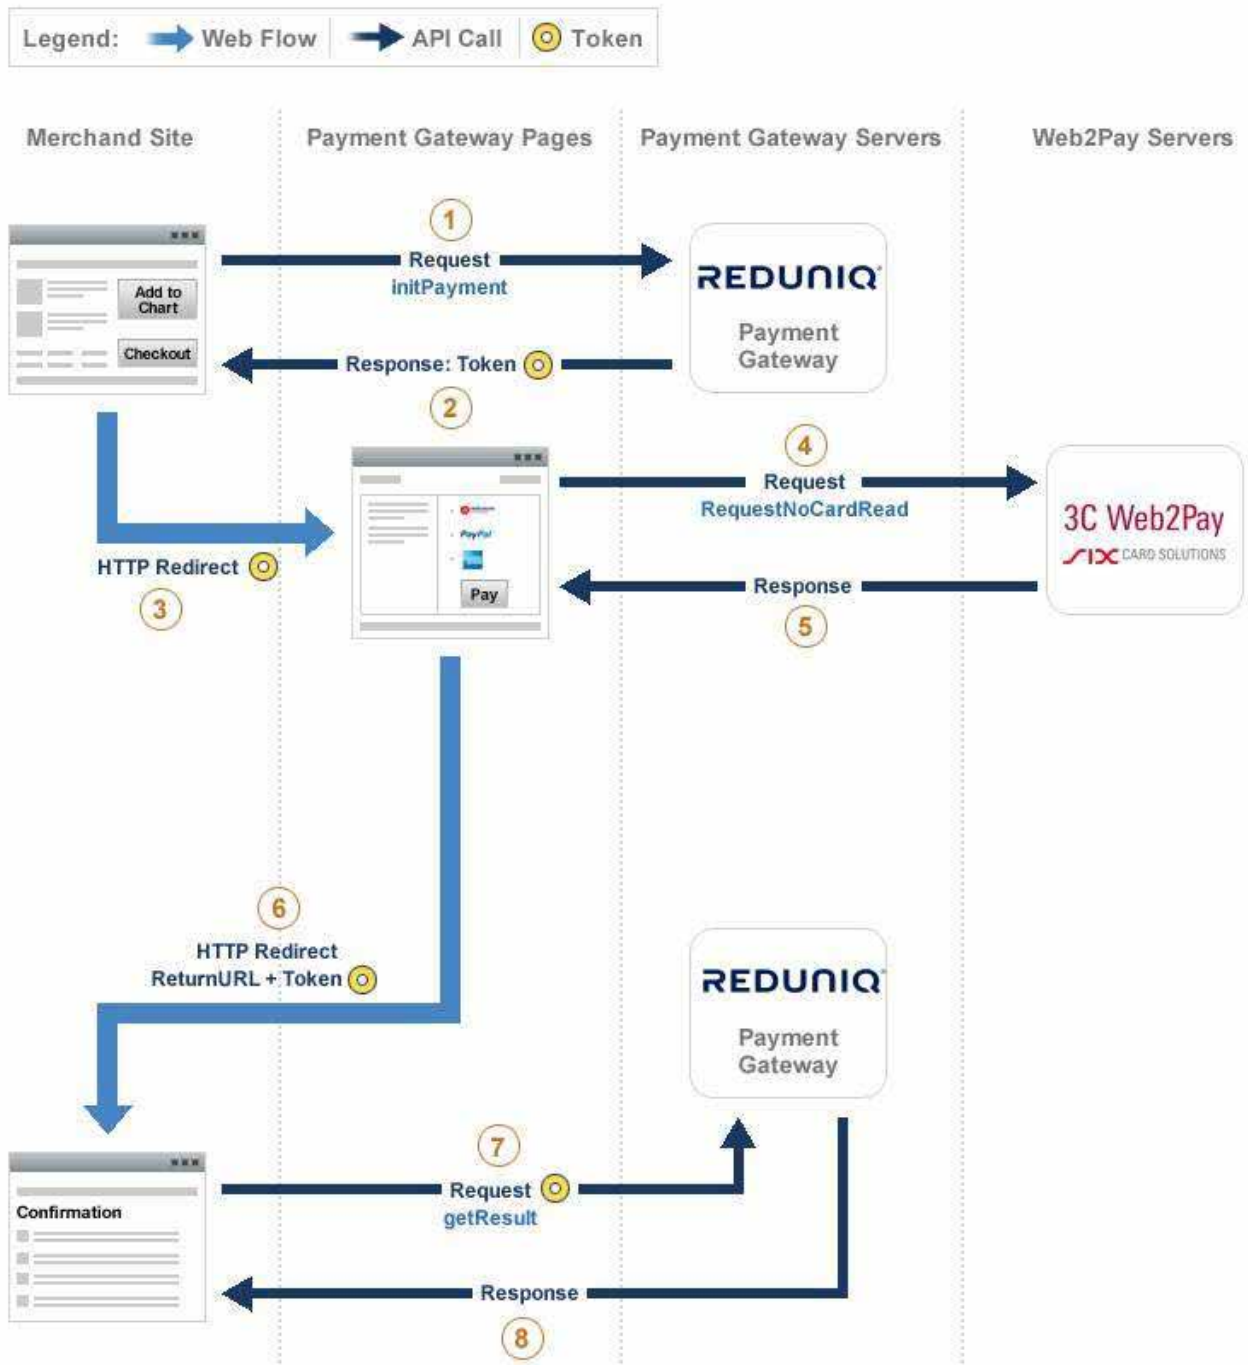 Legend: Web Flow API Call Token
Merchand Site Payment Gateway Pages Payment Gateway Servers Web2Pay Servers
1
Request
initPayment
REDUNIQ
Payment
Gateway
Add to
Chart
Checkout
Response: Token
2
4
Request
RequestNoCardRead
3C Web2Pay
SIX CARD SOLUTIONS
PayPal
Pay
HTTP Redirect
3
Response
5
6
HTTP Redirect
ReturnURL + Token
REDUNIQ
Payment
Gateway
7
Request
getResult
Confirmation
Response
8